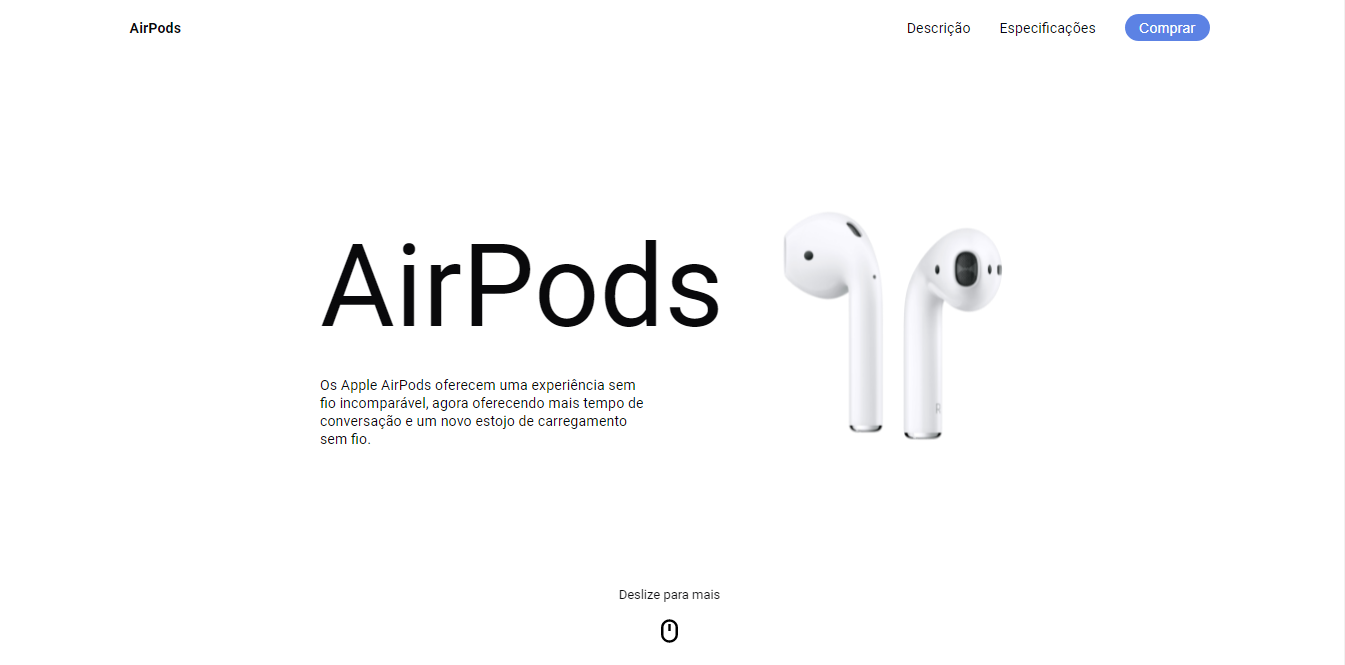 AirPods
Descrição
Especificações
Comprar
AirPods
Os Apple AirPods oferecem uma experiência sem
fio incomparável, agora oferecendo mais tempo de
conversação e um novo estojo de carregamento
sem fio.
R
Deslize para mais